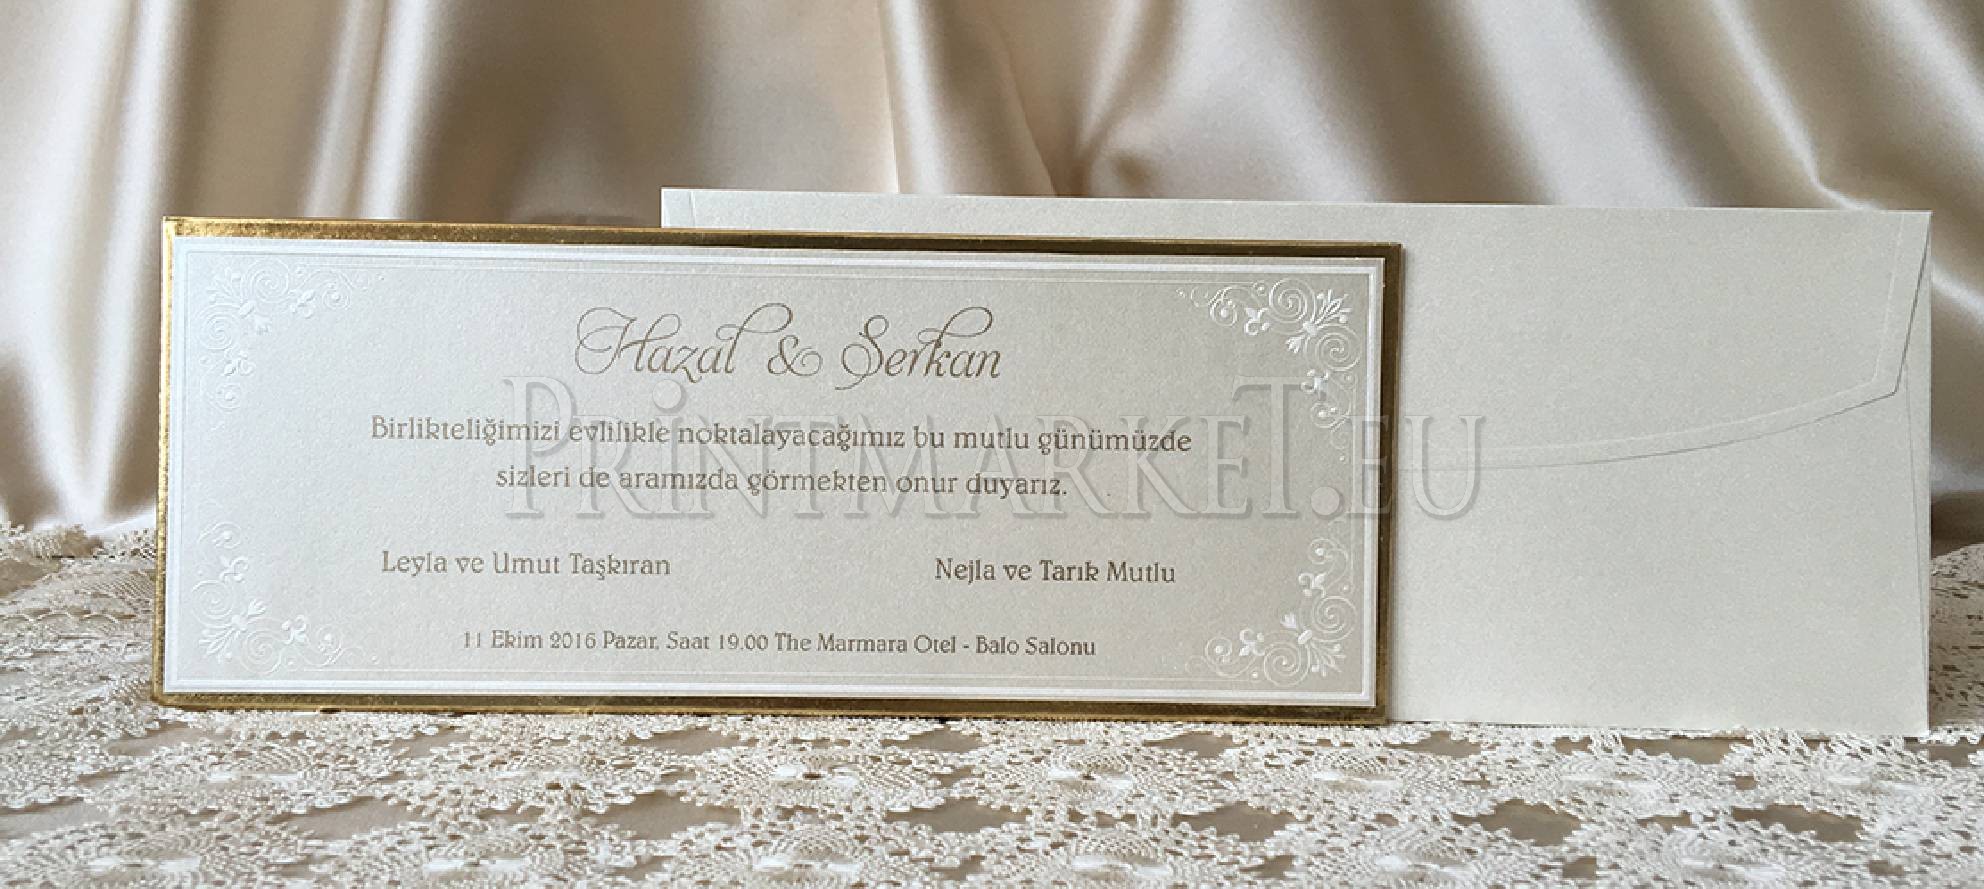 Hazal & Serkan
Birlikteliğimizi evlilikle noktalayacağımız bu mutlu günümüzde
sizleri de aramızda görmekten onur duyarız.
PRINTMARKET.EU
Leyla ve Umut Taşkıran
Nejla ve Tarık Mutlu
11 Ekim 2016 Pazar, Saat 19.00 The Marmara Otel - Balo Salonu